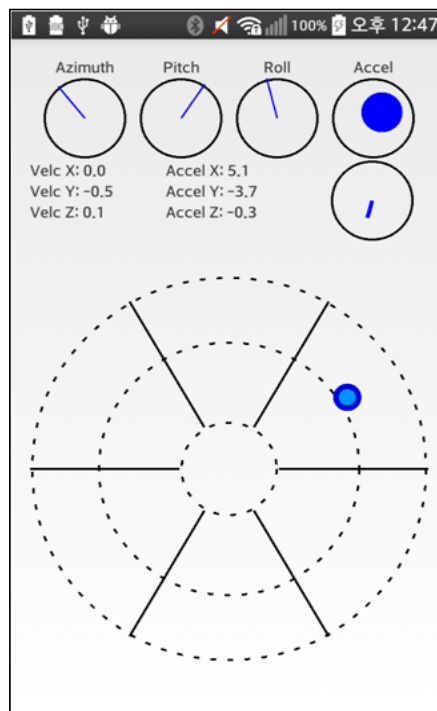 100% 오후 12:47
Azimuth Pitch Roll Accel
Velc X: 0.0 Accel X: 5.1
Velc Y: -0.5 Accel Y: -3.7
Velc Z: 0.1 Accel Z: -0.3